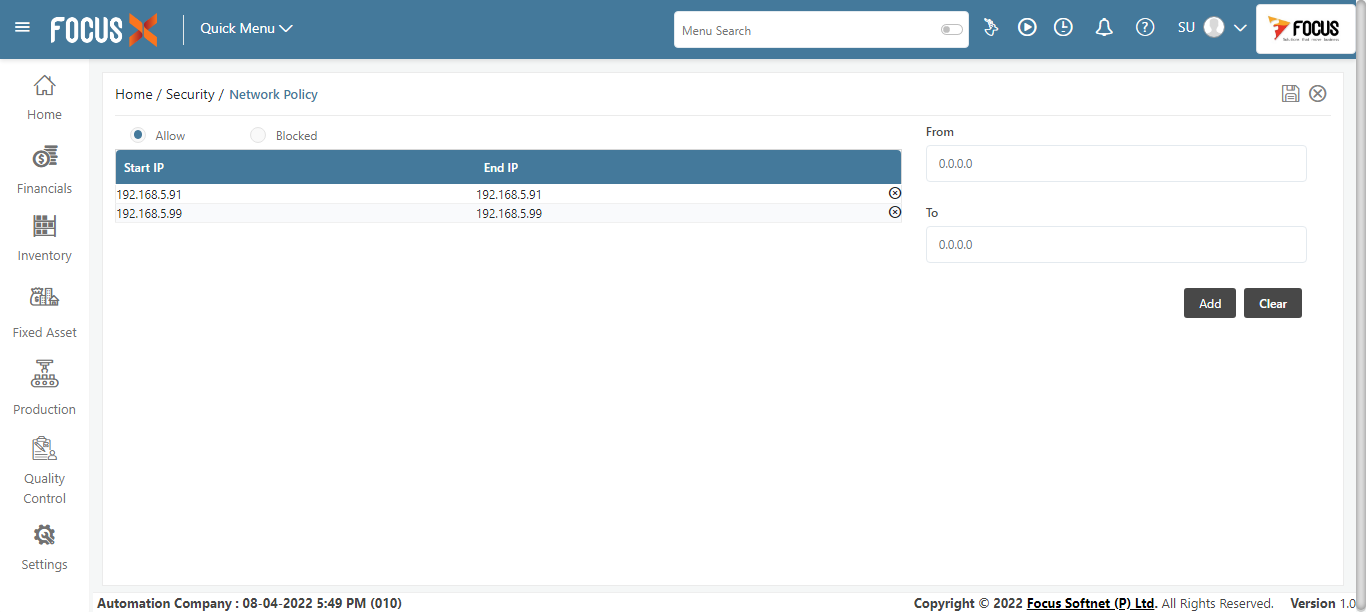 FOCUS X
Quick Menu
Menu Search
SU
FOCUS
Home
Financials
Inventory
Fixed Asset
Production
Quality
Control
Settings
Home / Security / Network Policy
Allow
Blocked
Start IP End IP
192.168.5.91 192.168.5.91
192.168.5.99 192.168.5.99
From
0.0.0.0
To
0.0.0.0
Add Clear
Automation Company : 08-04-2022 5:49 PM (010)
Copyright © 2022 Focus Softnet (P) Ltd. All Rights Reserved. Version 1.0